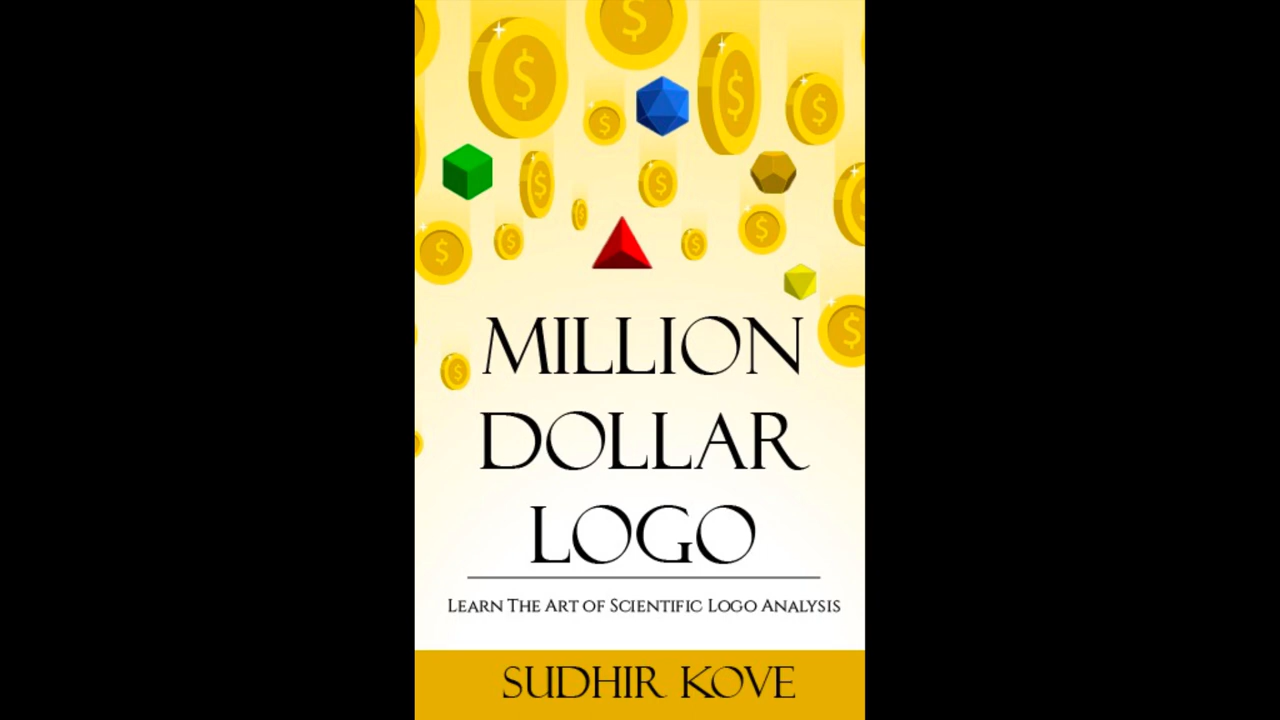 MILLION
DOLLAR
LOGO
LEARN THE ART OF SCIENTIFIC LOGO ANALYSIS
SUDHIR KOVE